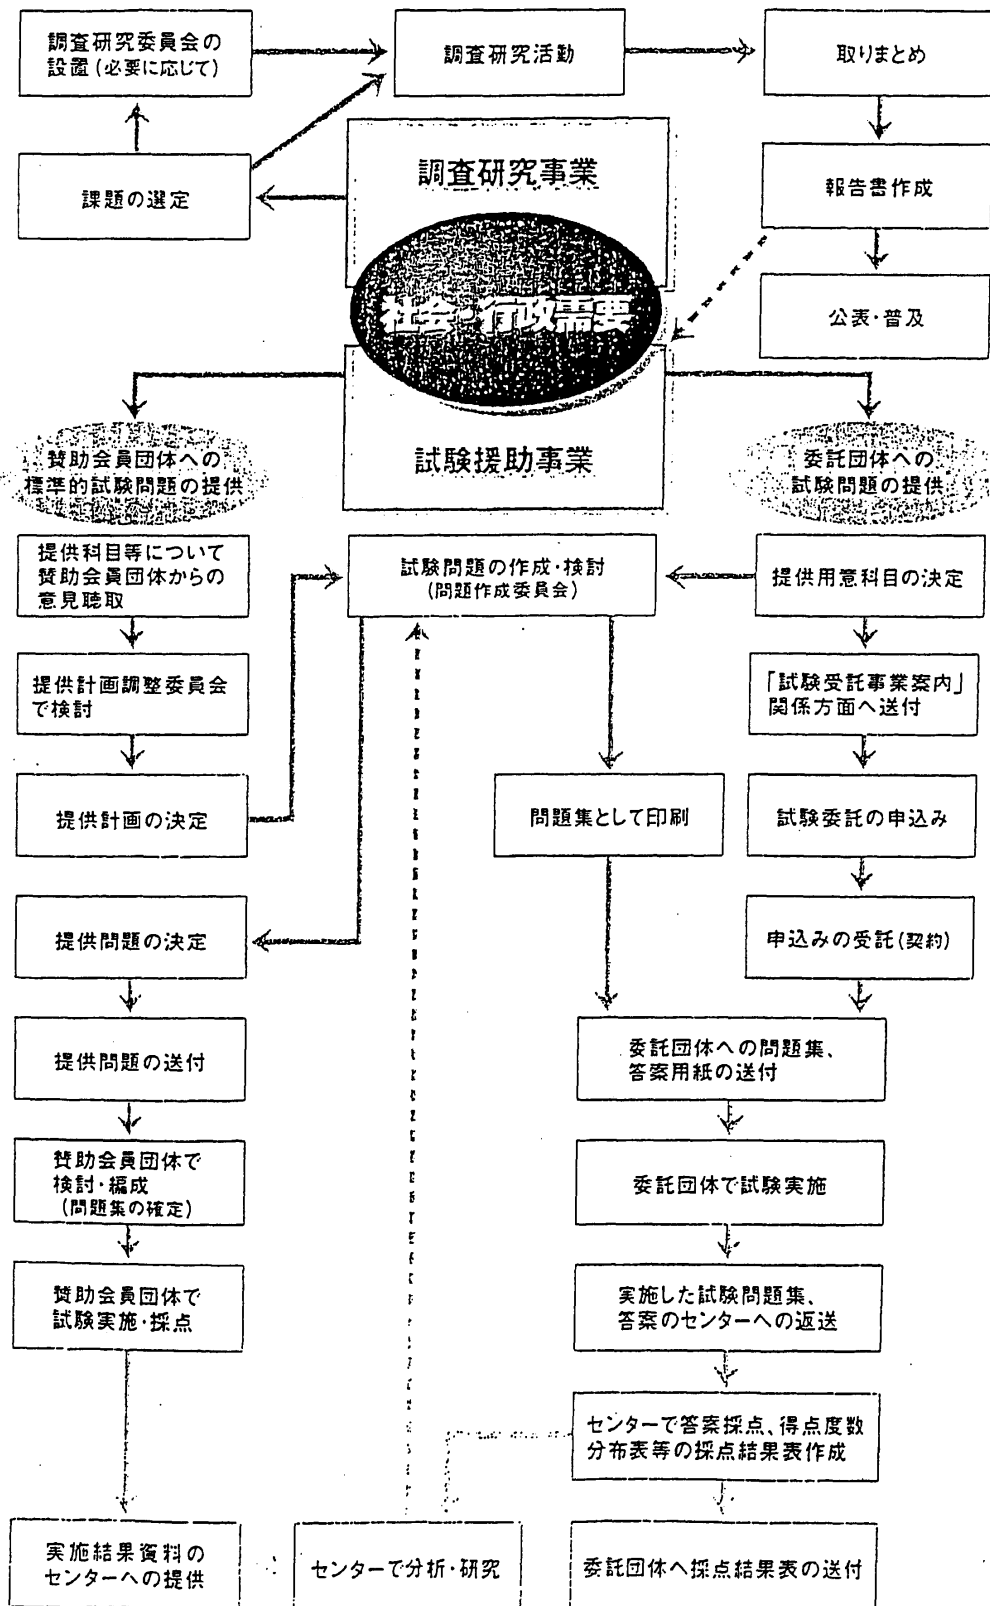 調査研究委員会の
設置(必要に応じて)
調査研究活動
取りまとめ
課題の選定
調査研究事業
報告書作成
社会・行政需要
公表・普及
試験援助事業
賛助会員団体への
標準的試験問題の提供
委託団体への
試験問題の提供
提供科目等について
賛助会員団体からの
意見聴取
試験問題の作成・検討
(問題作成委員会)
提供用意科目の決定
提供計画調整委員会
で検討
「試験受託事業案内」
関係方面へ送付
提供計画の決定
問題集として印刷
試験委託の申込み
提供問題の決定
申込みの受託(契約)
提供問題の送付
委託団体への問題集、
答案用紙の送付
賛助会員団体で
検討・編成
(問題集の確定)
委託団体で試験実施
賛助会員団体で
試験実施・採点
実施した試験問題集、
答案のセンターへの返送
センターで答案採点、得点度数
分布表等の採点結果表作成
実施結果資料の
センターへの提供
センターで分析・研究
委託団体へ採点結果表の送付